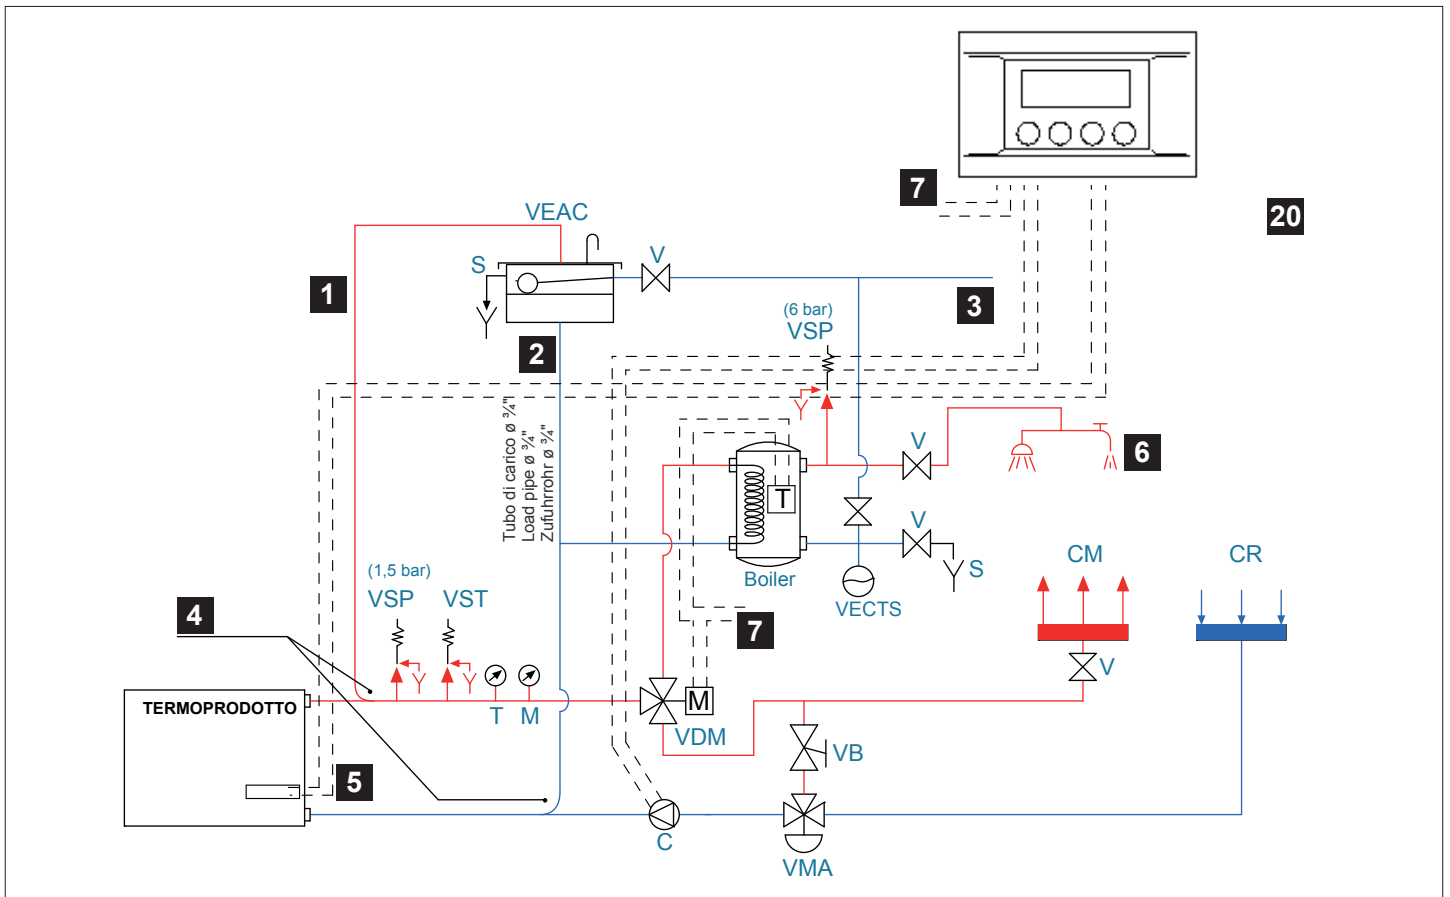 7
20
VEAC
S
V
1
3
(6 bar)
VSP
2
Tubo di carico ø ¾"
Load pipe ø ¾"
Zufuhrrohr ø ¾"
V
6
T
V
S
Boiler
VECTS
CM
CR
(1,5 bar)
VSP
VST
4
7
V
TERMOPRODOTTO
T
M
M
VDM
VB
5
C
VMA